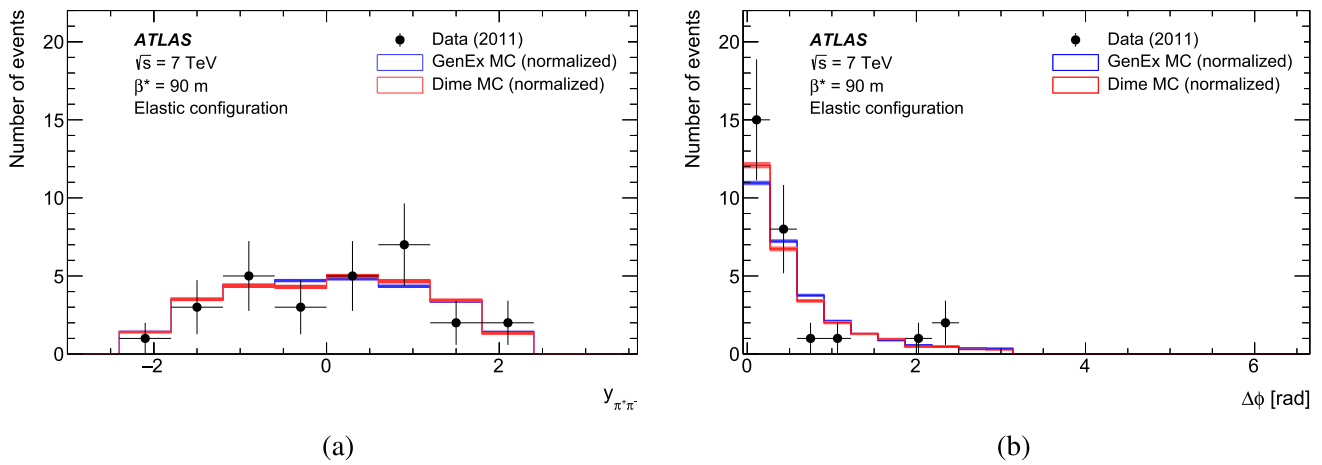 Number of events
20
15
10
5
0
−2
0
2
y π⁺π⁻
ATLAS
√s = 7 TeV
β* = 90 m
Elastic configuration
Data (2011)
GenEx MC (normalized)
Dime MC (normalized)
(a)
Number of events
20
15
10
5
0
0
2
4
6
Δϕ [rad]
ATLAS
√s = 7 TeV
β* = 90 m
Elastic configuration
Data (2011)
GenEx MC (normalized)
Dime MC (normalized)
(b)